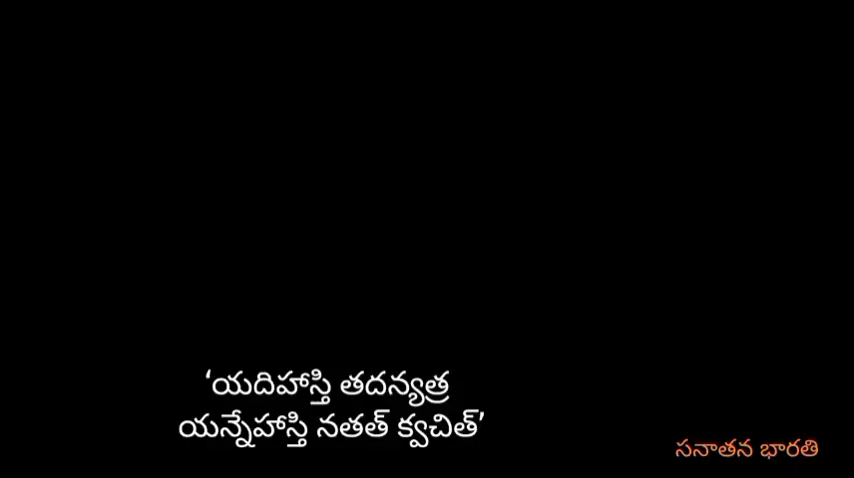 ‘యదిహాస్తి తదన్యత్ర
యన్నేహాస్తి నతత్ క్వచిత్’
సనాతన భారతి